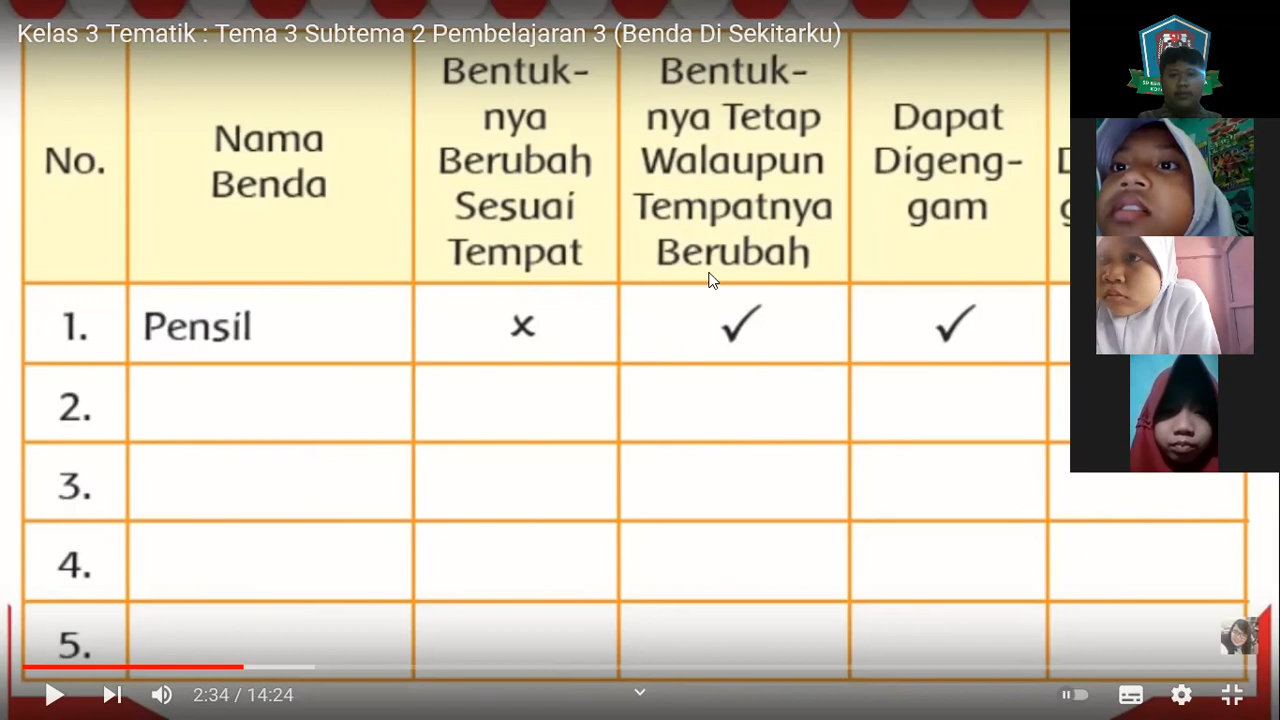 Kelas 3 Tematik : Tema 3 Subtema 2 Pembelajaran 3 (Benda Di Sekitarku)
No.
Nama
Benda
Bentuk-
nya
Berubah
Sesuai
Tempat
Bentuk-
nya Tetap
Walaupun
Tempatnya
Berubah
Dapat
Digeng-
gam
1. Pensil x ✓ ✓
2.
3.
4.
5.
2:34 / 14:24